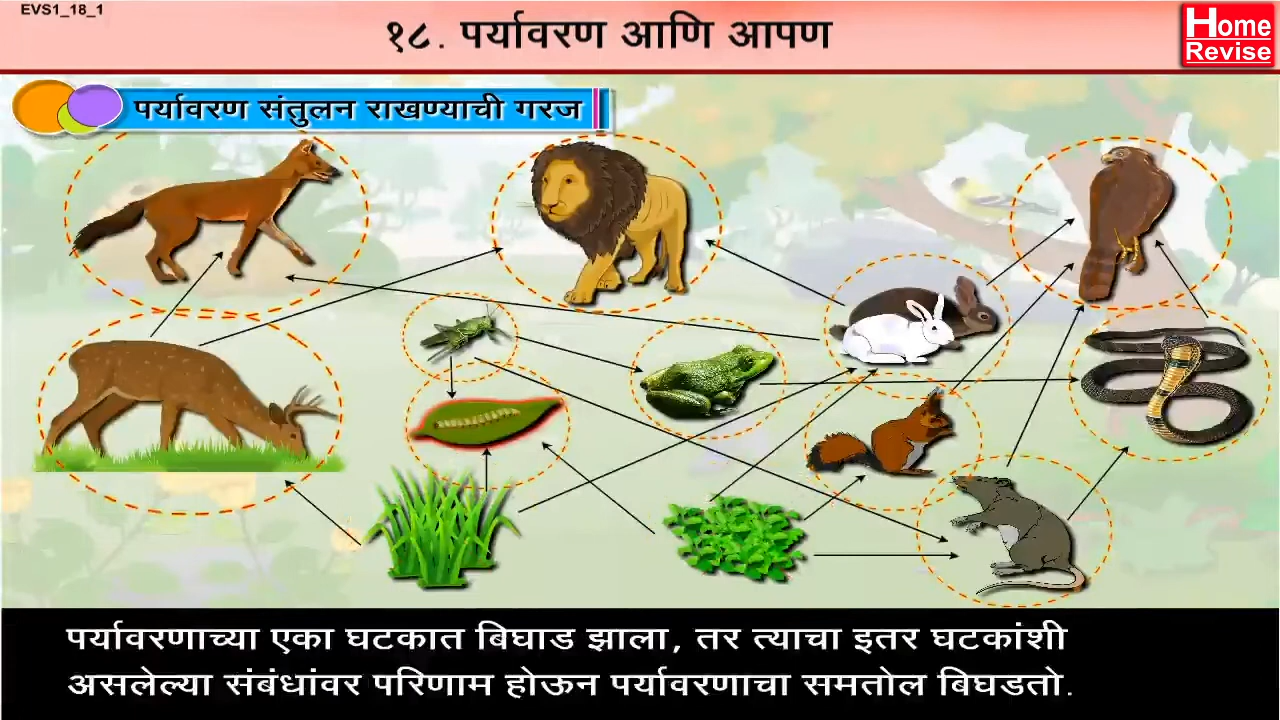 EVS1_18_1
१८. पर्यावरण आणि आपण
Home
Revise
पर्यावरण संतुलन राखण्याची गरज
पर्यावरणाच्या एका घटकात बिघाड झाला, तर त्याचा इतर घटकांशी
असलेल्या संबंधांवर परिणाम होऊन पर्यावरणाचा समतोल बिघडतो.